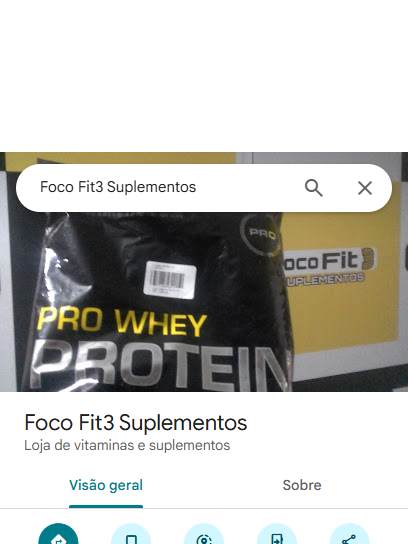 Foco Fit3 Suplementos
PRO
oco Fit3
UPLEMENTOS
PRO WHEY
PROTEIN
Foco Fit3 Suplementos
Loja de vitaminas e suplementos
Visão geral
Sobre